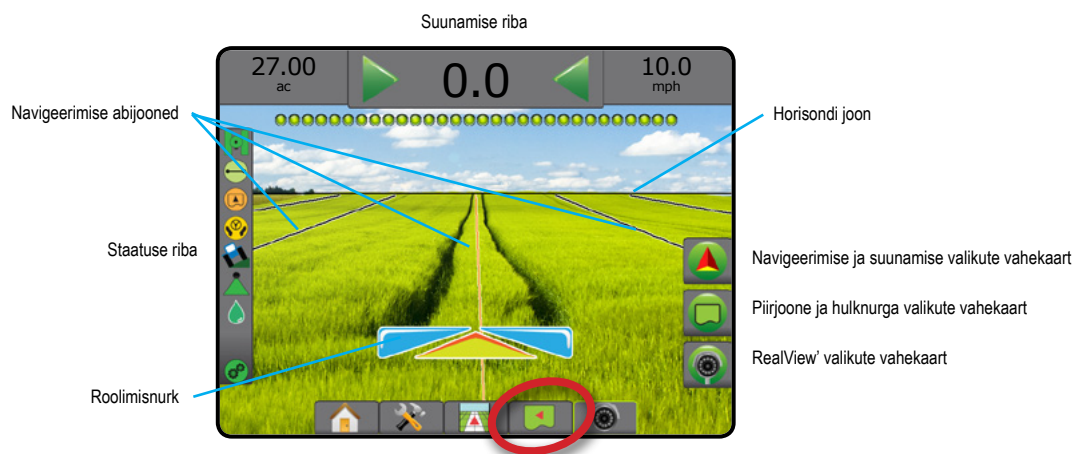 Suunamise riba
27.00
ac
0.0
10.0
mph
Navigeerimise abijooned
Horisondi joon
Staatuse riba
Navigeerimise ja suunamise valikute vahekaart
Piirjoone ja hulknurga valikute vahekaart
RealView’ valikute vahekaart
Roolimisnurk